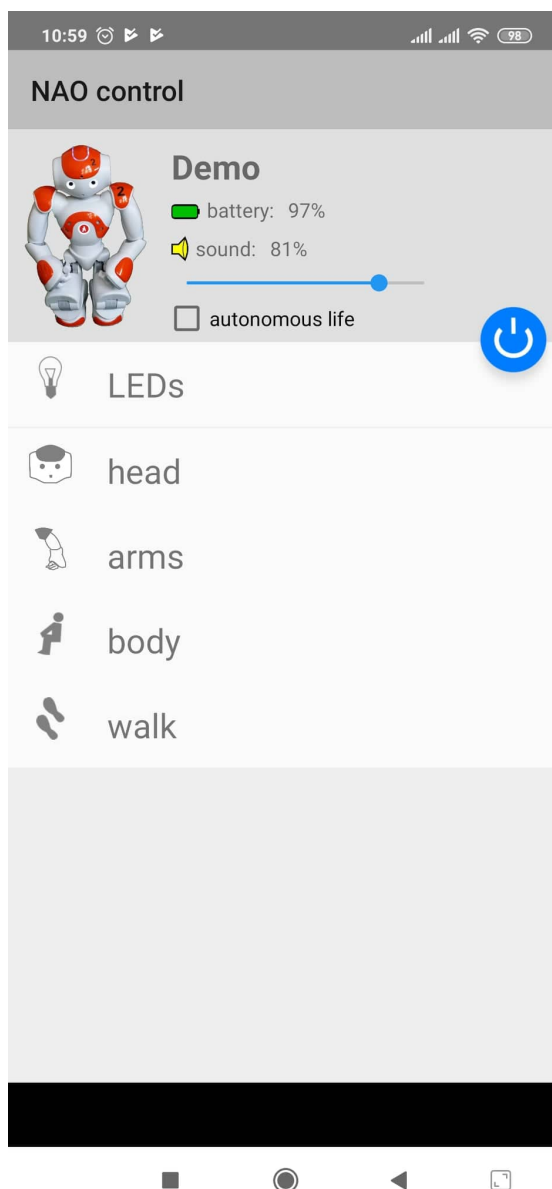 10:59 98
NAO control
Demo
battery: 97%
sound: 81%
autonomous life
LEDs
head
arms
body
walk